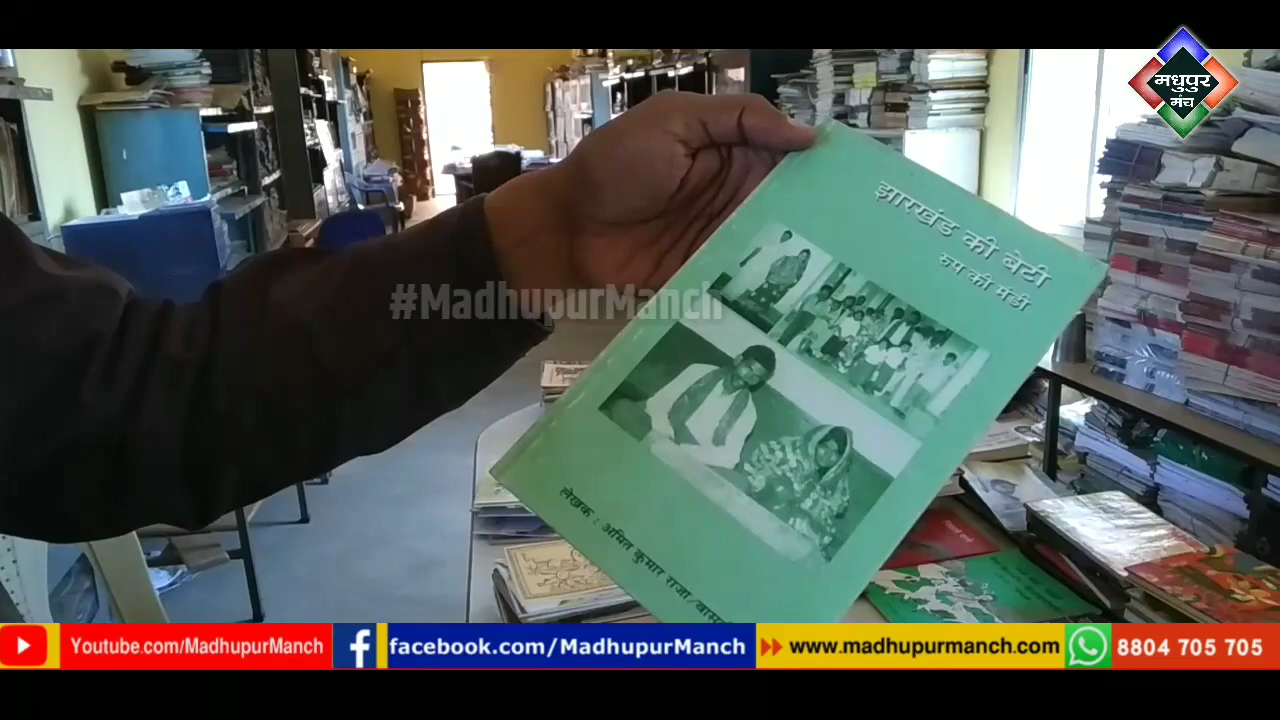 मधुपुर
मंच
झारखंड की बेटी
रुप की मंडी
#MadhupurManch
लेखक : अमित कुमार राजा/
Youtube.com/MadhupurManch
facebook.com/MadhupurManch
www.madhupurmanch.com
8804 705 705